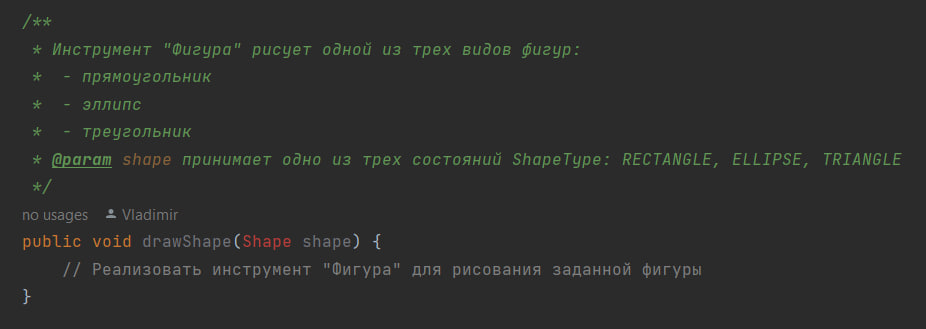 /**
* Инструмент "Фигура" рисует одной из трех видов фигур:
*  - прямоугольник
*  - эллипс
*  - треугольник
* @param shape принимает одно из трех состояний ShapeType: RECTANGLE, ELLIPSE, TRIANGLE
*/
no usages Vladimir
public void drawShape(Shape shape) {
// Реализовать инструмент "Фигура" для рисования заданной фигуры
}